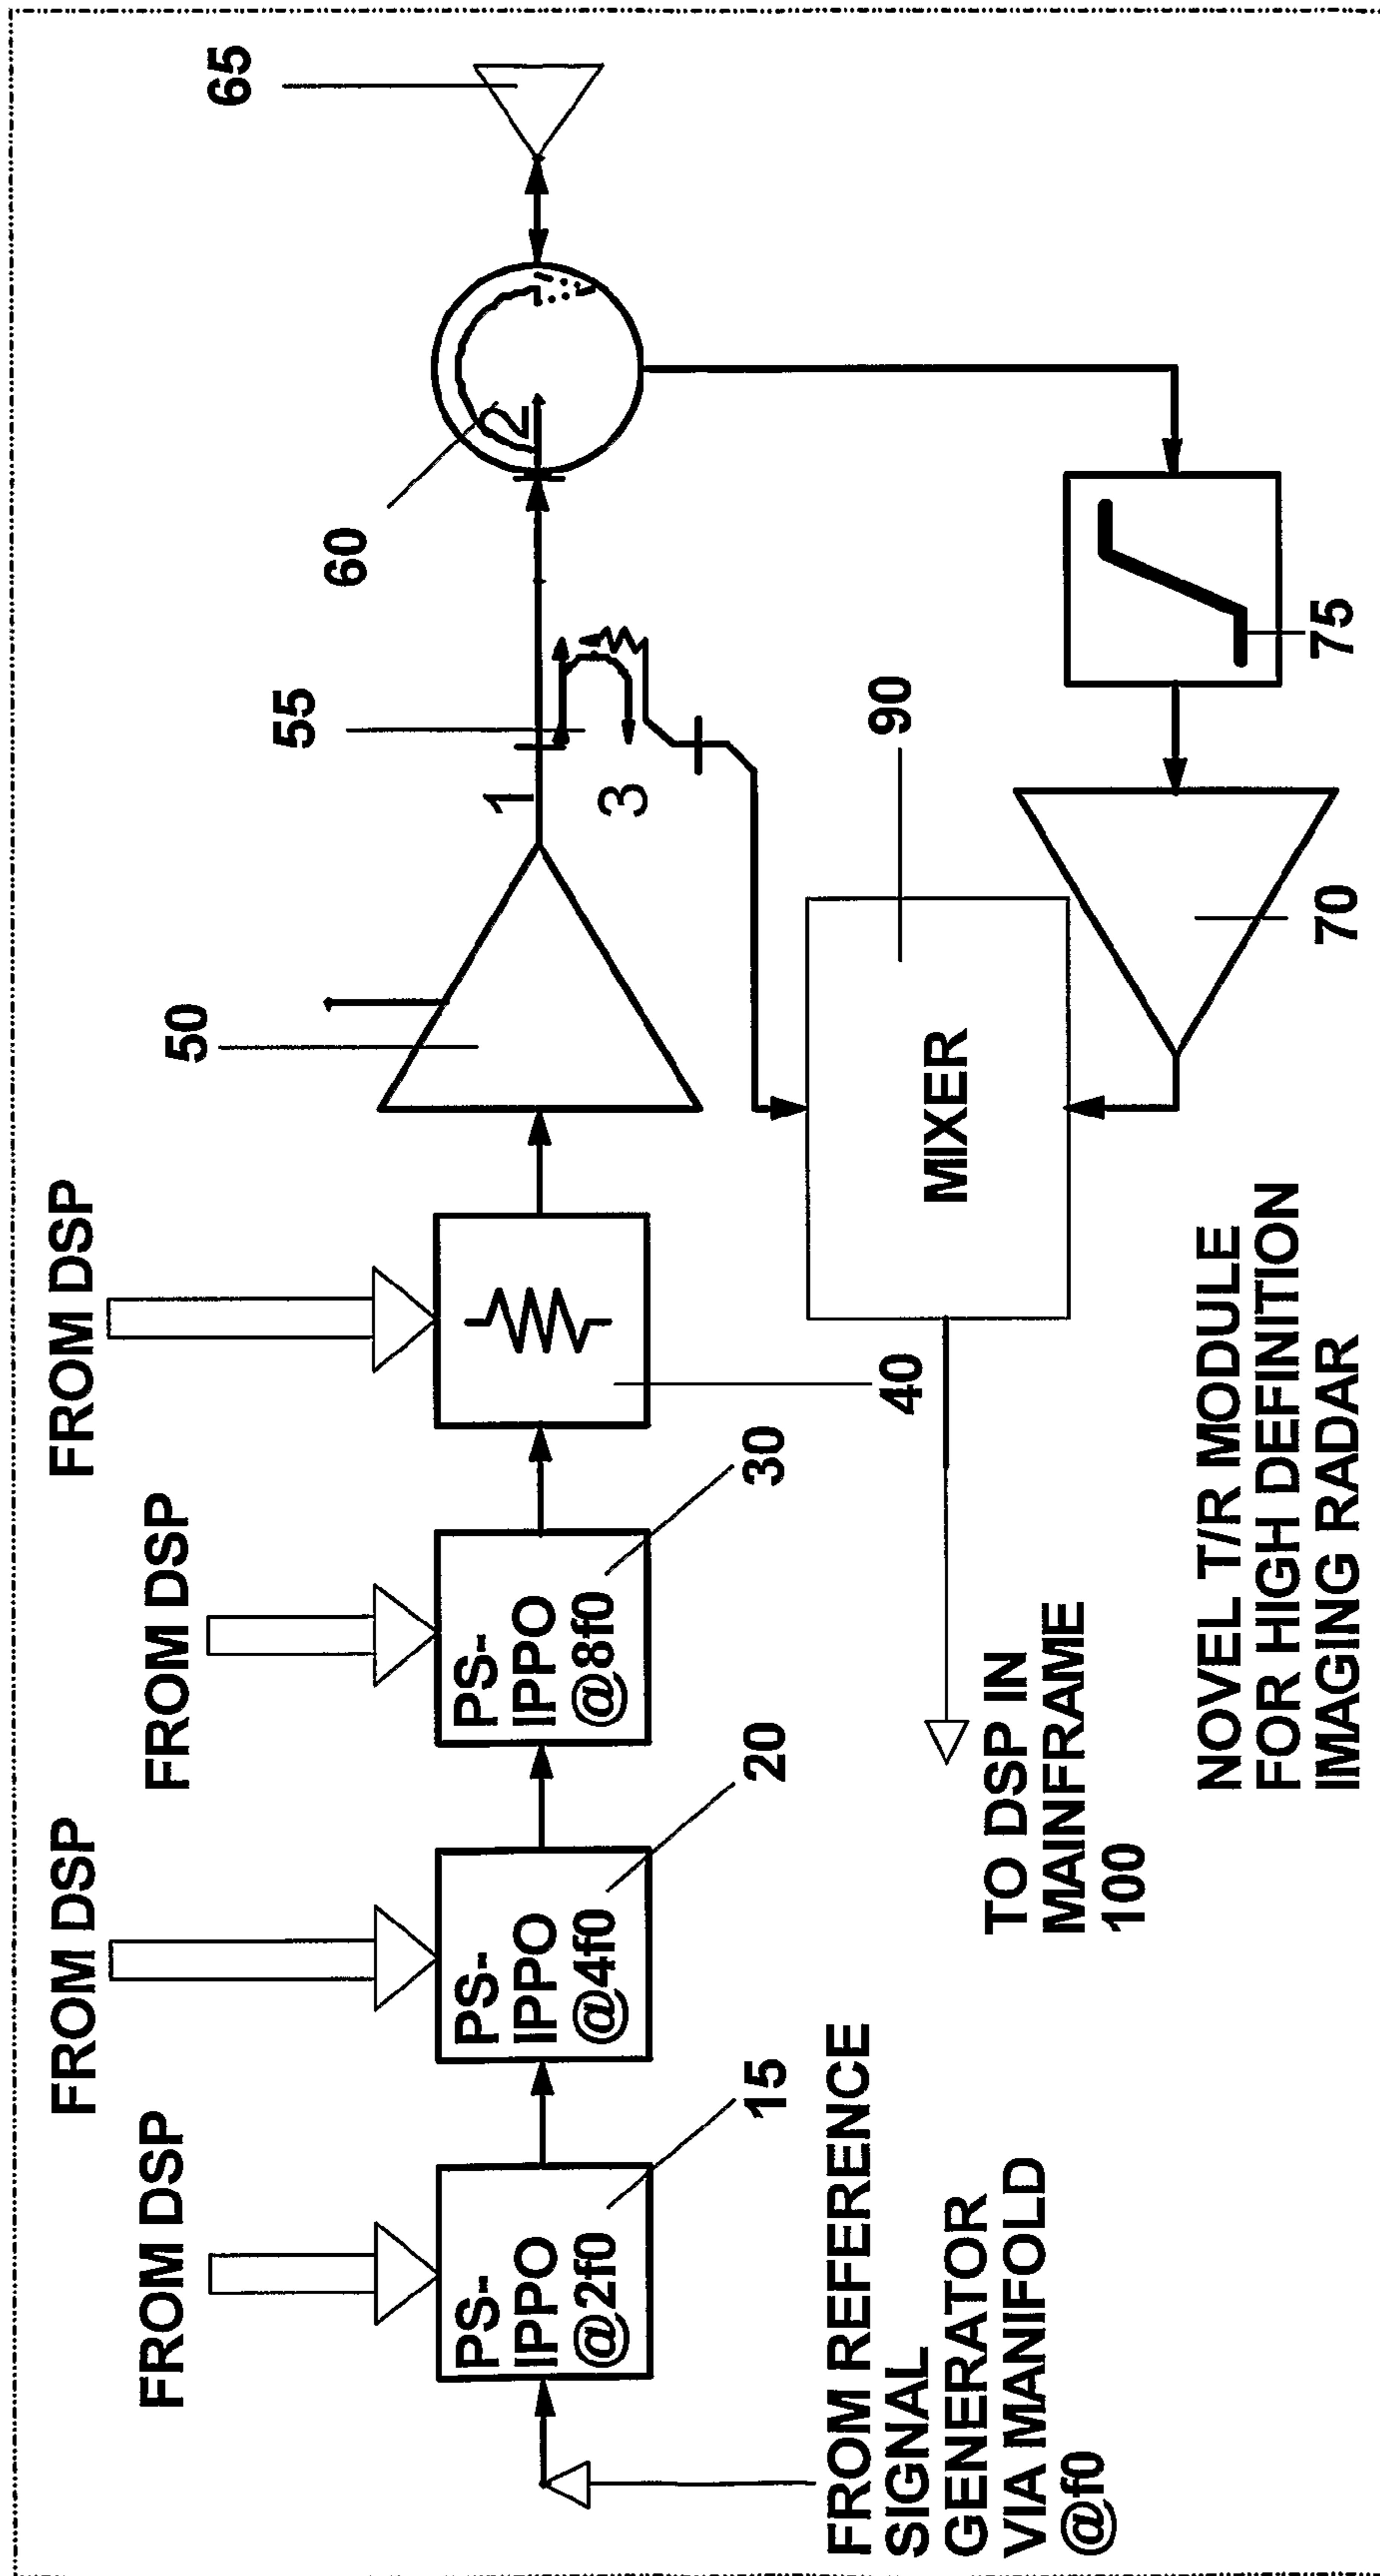 FROM DSP
FROM DSP
FROM DSP
FROM DSP
50
55
60
65
PS-
IPPO
@2f0
PS-
IPPO
@4f0
PS-
IPPO
@8f0
1
2
3
15
20
30
40
90
MIXER
FROM REFERENCE
SIGNAL
GENERATOR
VIA MANIFOLD
@f0
TO DSP IN
MAINFRAME
100
70
75
NOVEL T/R MODULE
FOR HIGH DEFINITION
IMAGING RADAR